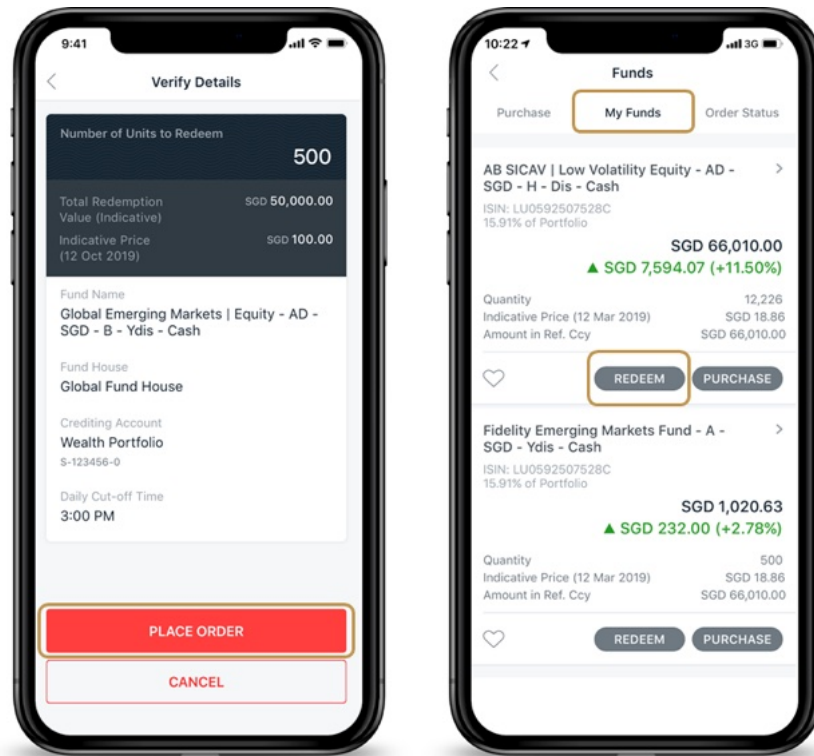 9:41
Verify Details
Number of Units to Redeem
500
Total Redemption
Value (Indicative)
SGD 50,000.00
Indicative Price
(12 Oct 2019)
SGD 100.00
Fund Name
Global Emerging Markets | Equity - AD -
SGD - B - Ydis - Cash
Fund House
Global Fund House
Crediting Account
Wealth Portfolio
S-123456-0
Daily Cut-off Time
3:00 PM
PLACE ORDER
CANCEL
10:22
3G
Funds
Purchase My Funds Order Status
AB SICAV | Low Volatility Equity - AD -
SGD - H - Dis - Cash
ISIN: LU0592507528C
15.91% of Portfolio
SGD 66,010.00
▲ SGD 7,594.07 (+11.50%)
Quantity 12,226
Indicative Price (12 Mar 2019) SGD 18.86
Amount in Ref. Ccy SGD 66,010.00
REDEEM PURCHASE
Fidelity Emerging Markets Fund - A -
SGD - Ydis - Cash
ISIN: LU0592507528C
15.91% of Portfolio
SGD 1,020.63
▲ SGD 232.00 (+2.78%)
Quantity 500
Indicative Price (12 Mar 2019) SGD 18.86
Amount in Ref. Ccy SGD 66,010.00
REDEEM PURCHASE